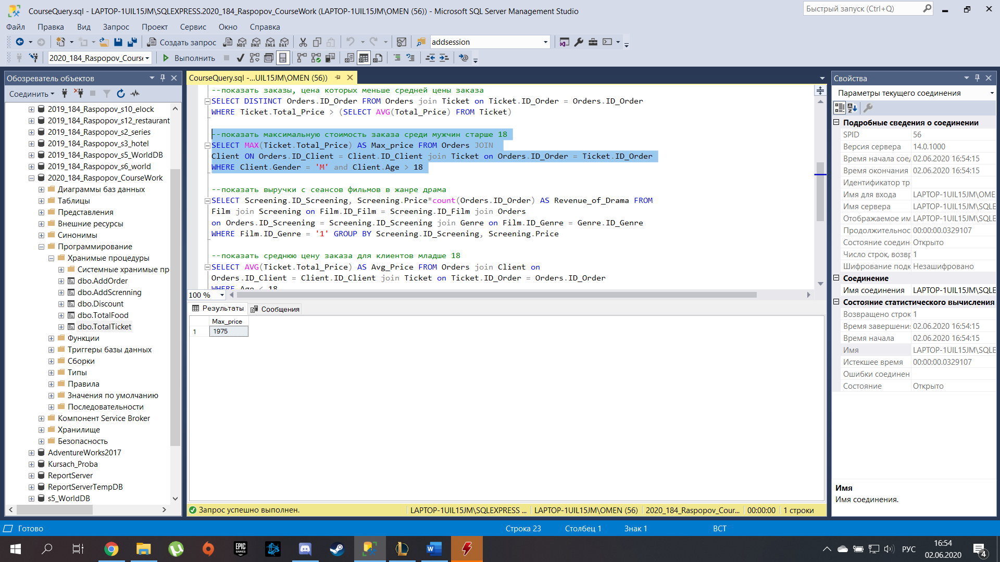 CourseQuery.sql - LAPTOP-1UIL15JM\SQLEXPRESS.2020_184_Raspopov_CourseWork (LAPTOP-1UIL15JM\OMEN (56)) - Microsoft SQL Server Management Studio
Быстрый запуск (Ctrl+Q)
Файл Правка Вид Запрос Проект Сервис Окно Справка
Создать запрос
MDX DMX XMLA DAX
addsession
2020_184_Raspopov_Course
Выполнить
Обозреватель объектов
Соединить
2019_184_Raspopov_s10_elock
2019_184_Raspopov_s12_restaurant
2019_184_Raspopov_s2_series
2019_184_Raspopov_s3_hotel
2019_184_Raspopov_s5_WorldDB
2019_184_Raspopov_s6_world
2020_184_Raspopov_CourseWork
Диаграммы баз данных
Таблицы
Представления
Внешние ресурсы
Синонимы
Программирование
Хранимые процедуры
Системные хранимые пр
dbo.AddOrder
dbo.AddScrenning
dbo.Discount
dbo.TotalFood
dbo.TotalTicket
Функции
Триггеры базы данных
Сборки
Типы
Правила
Значения по умолчанию
Последовательности
Компонент Service Broker
Хранилище
Безопасность
AdventureWorks2017
Kursach_Proba
ReportServer
ReportServerTempDB
s5_WorldDB
CourseQuery.sql -...UIL15JM\OMEN (56))
--показать заказы, цена которых меньше средней цены заказа
SELECT DISTINCT Orders.ID_Order FROM Orders join Ticket on Ticket.ID_Order = Orders.ID_Order
WHERE Ticket.Total_Price > (SELECT AVG(Total_Price) FROM Ticket)
--показать максимальную стоимость заказа среди мужчин старше 18
SELECT MAX(Ticket.Total_Price) AS Max_price FROM Orders JOIN
Client ON Orders.ID_Client = Client.ID_Client join Ticket on Orders.ID_Order = Ticket.ID_Order
WHERE Client.Gender = 'M' and Client.Age > 18
--показать выручки с сеансов фильмов в жанре драма
SELECT Screening.ID_Screening, Screening.Price*count(Orders.ID_Order) AS Revenue_of_Drama FROM
Film join Screening on Film.ID_Film = Screening.ID_Film join Orders
on Orders.ID_Screening = Screening.ID_Screening join Genre on Film.ID_Genre = Genre.ID_Genre
WHERE Film.ID_Genre = '1' GROUP BY Screening.ID_Screening, Screening.Price
--показать среднюю цену заказа для клиентов младше 18
SELECT AVG(Ticket.Total_Price) AS Avg_Price FROM Orders join Client on
Orders.ID_Client = Client.ID_Client join Ticket on Ticket.ID_Order = Orders.ID_Order
WHERE Age < 18
100 %
Результаты Сообщения
Max_price
1 1975
Запрос успешно выполнен.
LAPTOP-1UIL15JM\SQLEXPRESS ... LAPTOP-1UIL15JM\OMEN (56) 2020_184_Raspopov_Cour... 00:00:00 1 строки
Свойства
Параметры текущего соединения
Подробные сведения о соединении
SPID 56
Версия сервера 14.0.1000
Время начала сое, 02.06.2020 16:54:15
Время окончания 02.06.2020 16:54:15
Идентификатор тр
Имя для входа LAPTOP-1UIL15JM\OME
Имя сервера LAPTOP-1UIL15JM\SQLE
Отображаемое им LAPTOP-1UIL15JM\SQLE
Продолжительнос 00:00:00.0329107
Состояние соедин Открыто
Число строк, возвр 1
Шифрование подк Незашифровано
Соединение
Имя соединения LAPTOP-1UIL15JM\SQLE
Состояние статистического вычисления
Возвращено строк 1
Время завершени 02.06.2020 16:54:15
Время начала 02.06.2020 16:54:15
Имя LAPTOP-1UIL15JM\SQLE
Истекшее время 00:00:00.0329107
Ошибки соединен
Состояние Открыто
Имя
Имя соединения.
Готово
Строка 23 Столбец 1 Знак 1 ВСТ
EPIC GAMES
РУС
16:54
02.06.2020
4